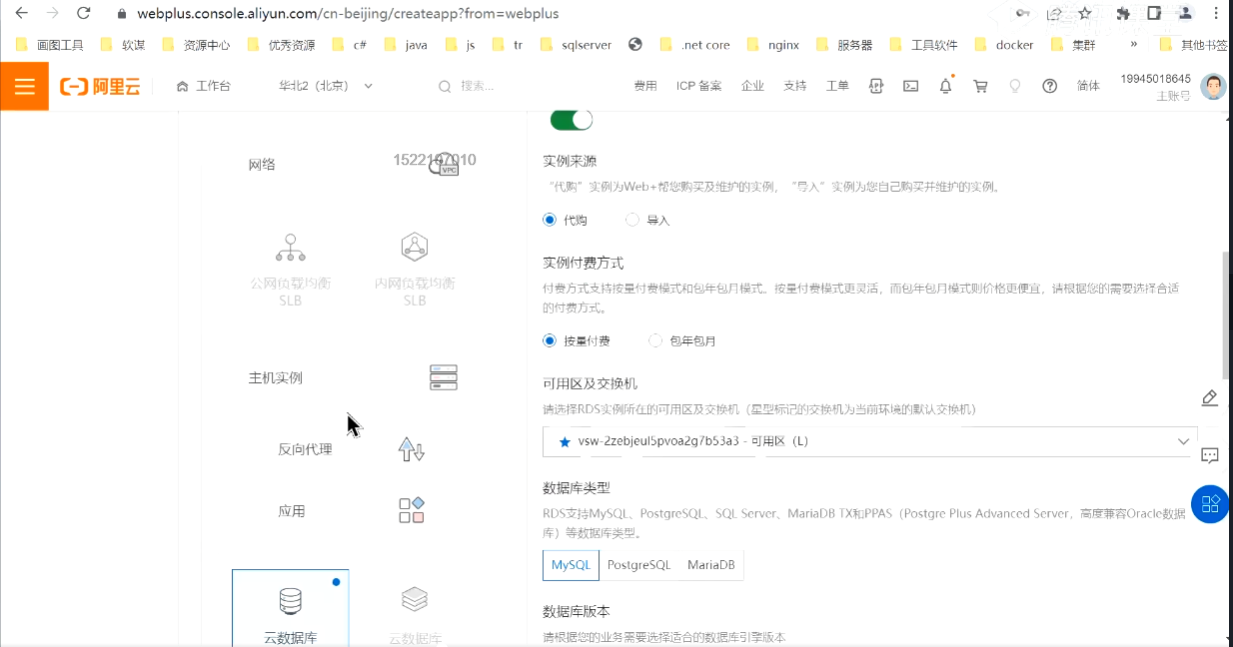 webplus.console.aliyun.com/cn-beijing/createapp?from=webplus
画图工具 软谋 资源中心 优秀资源 c# java js tr sqlserver .net core nginx 服务器 工具软件 docker 集群 » 其他书签
阿里云 工作台 华北2（北京） 搜索... 费用 ICP 备案 企业 支持 工单 简体 19945018645
主账号
网络
1522197010
VPC
公网负载均衡
SLB
内网负载均衡
SLB
主机实例
反向代理
应用
云数据库
云数据库
实例来源
“代购”实例为Web+帮您购买及维护的实例，“导入”实例为您自己购买并维护的实例。
代购 导入
实例付费方式
付费方式支持按量付费模式和包年包月模式。按量付费模式更灵活，而包年包月模式则价格更便宜，请根据您的需要选择合适
的付费方式。
按量付费 包年包月
可用区及交换机
请选择RDS实例所在的可用区及交换机（星型标记的交换机为当前环境的默认交换机）
vsw-2zebjeul5pvoa2g7b53a3 - 可用区（L）
数据库类型
RDS支持MySQL、PostgreSQL、SQL Server、MariaDB TX和PPAS（Postgre Plus Advanced Server，高度兼容Oracle数据
库）等数据库类型。
MySQL PostgreSQL MariaDB
数据库版本
请根据您的业务需要选择适合的数据库引擎版本